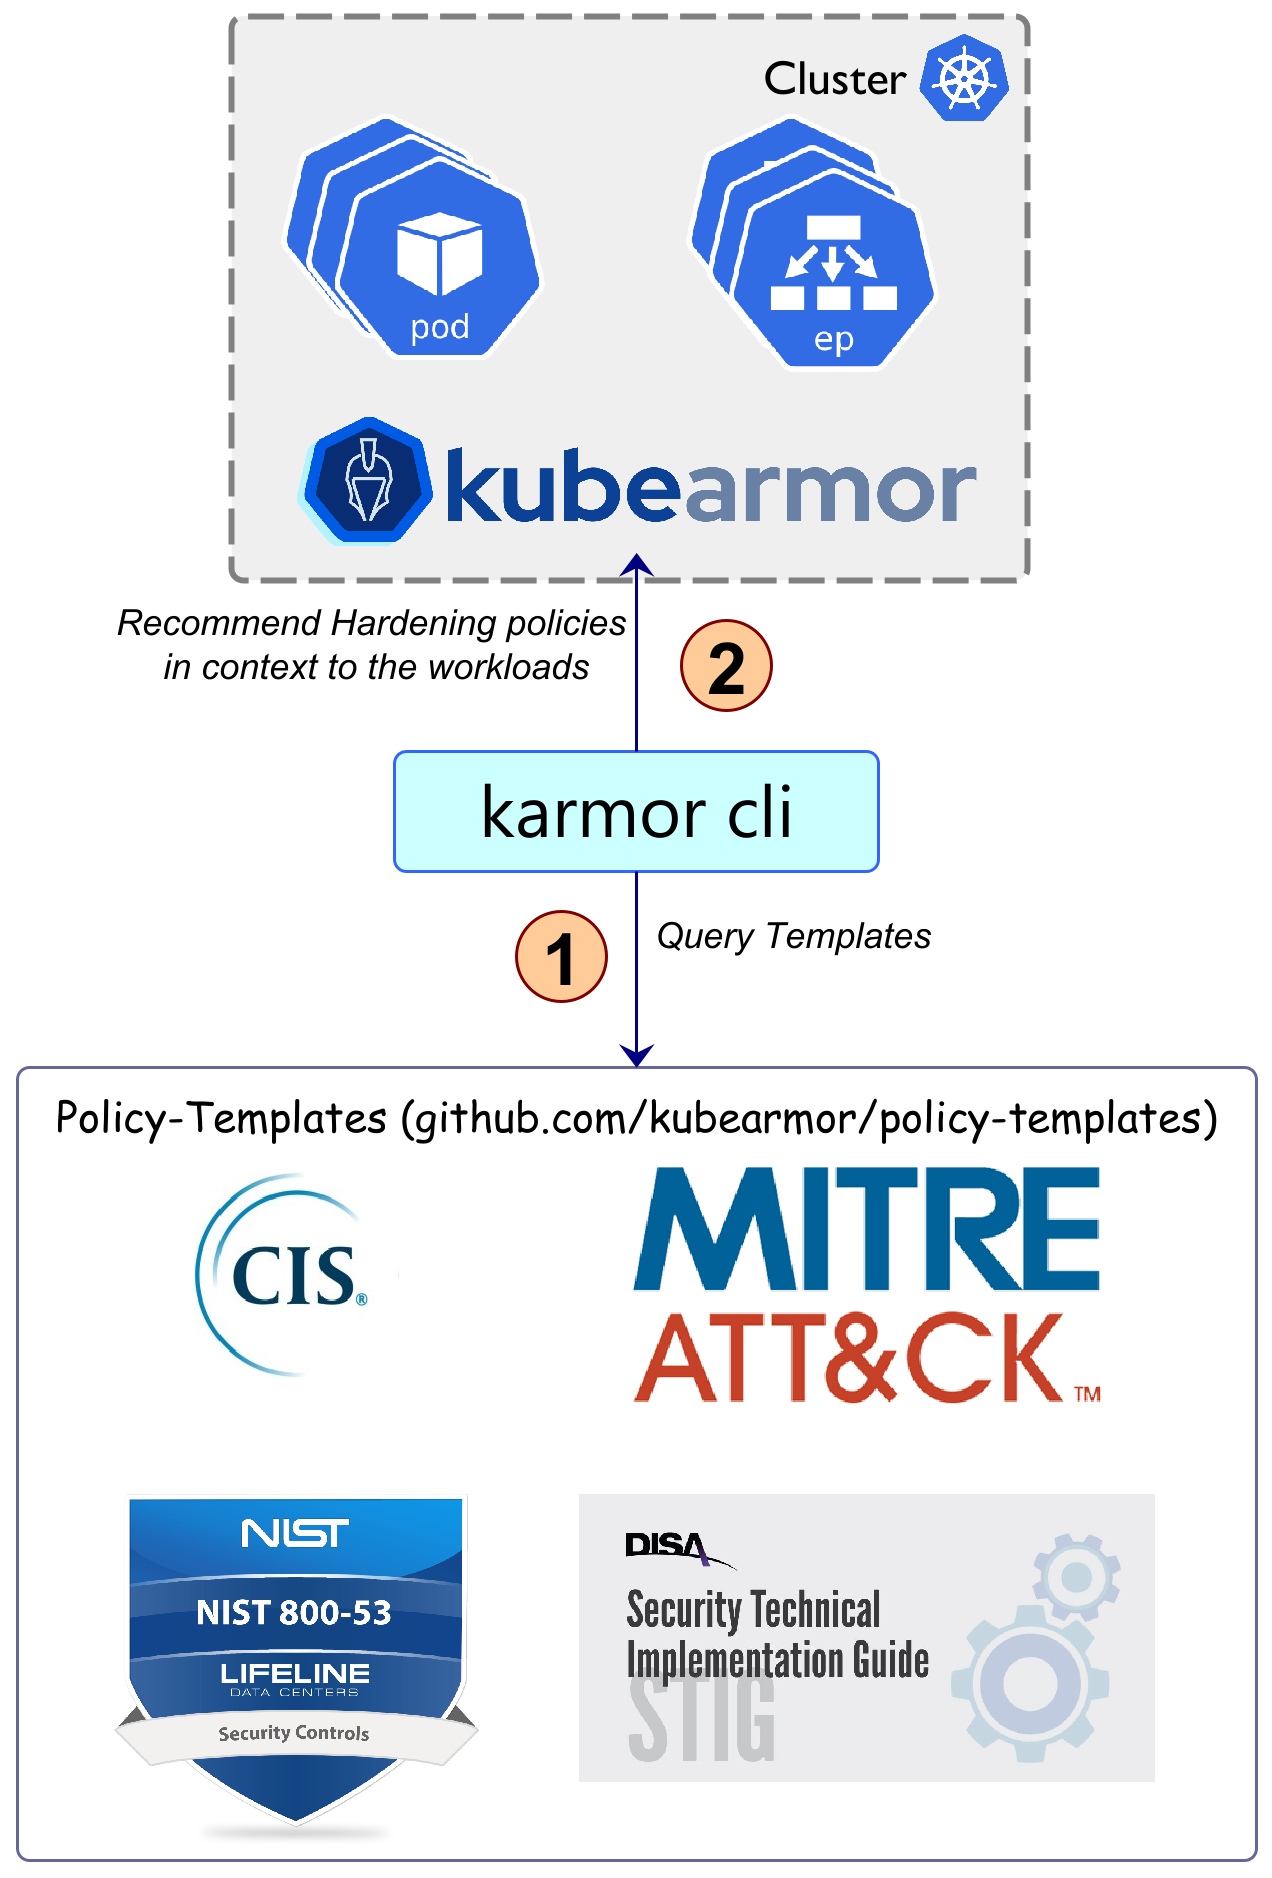 Cluster
pod
ep
kubearmor
Recommend Hardening policies
in context to the workloads
2
karmor cli
1
Query Templates
Policy-Templates (github.com/kubearmor/policy-templates)
CIS®
MITRE
ATT&CK™
NIST
NIST 800-53
LIFELINE
DATA CENTERS
Security Controls
DISA
Security Technical
Implementation Guide
STIG